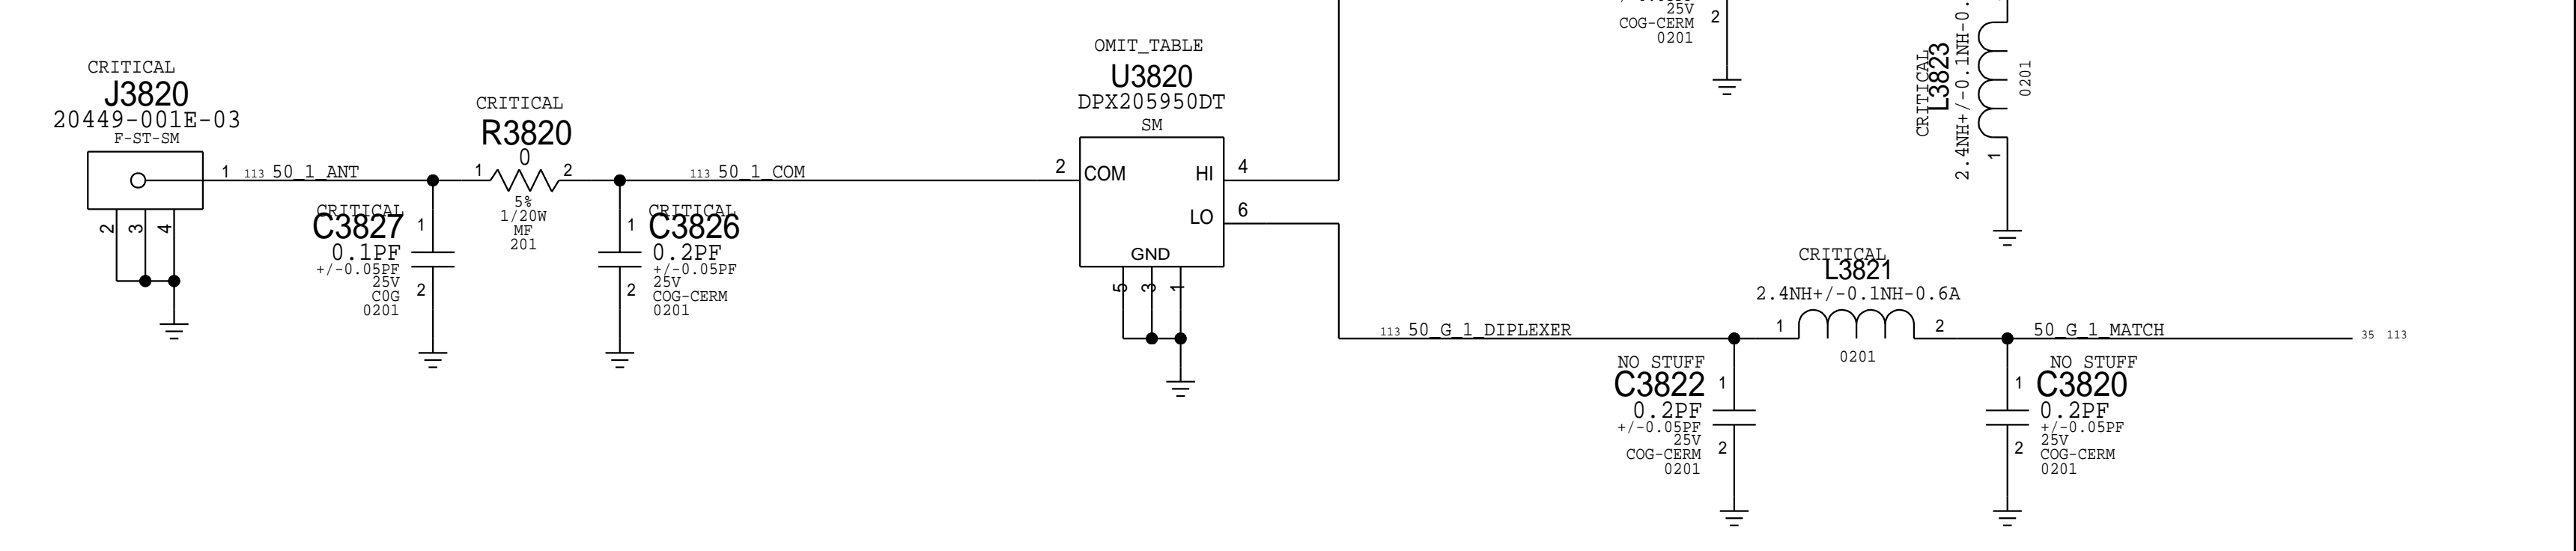 CRITICAL
J3820
20449-001E-03
F-ST-SM
1
113 50_1_ANT
2
3
4
CRITICAL
R3820
0
1
2
5%
1/20W
MF
201
CRITICAL
C3827
0.1PF
+/-0.05PF
25V
C0G
0201
1
2
CRITICAL
C3826
0.2PF
+/-0.05PF
25V
COG-CERM
0201
1
2
113 50_1_COM
OMIT_TABLE
U3820
DPX205950DT
SM
2
COM
HI
4
LO
6
GND
5
3
1
25V
COG-CERM
0201
2
CRITICAL
L3823
2.4NH+/-0.1NH-0.
0201
1
113 50_G_1_DIPLEXER
CRITICAL
L3821
2.4NH+/-0.1NH-0.6A
1
2
0201
50_G_1_MATCH
35 113
NO STUFF
C3822
0.2PF
+/-0.05PF
25V
COG-CERM
0201
1
2
NO STUFF
C3820
0.2PF
+/-0.05PF
25V
COG-CERM
0201
1
2